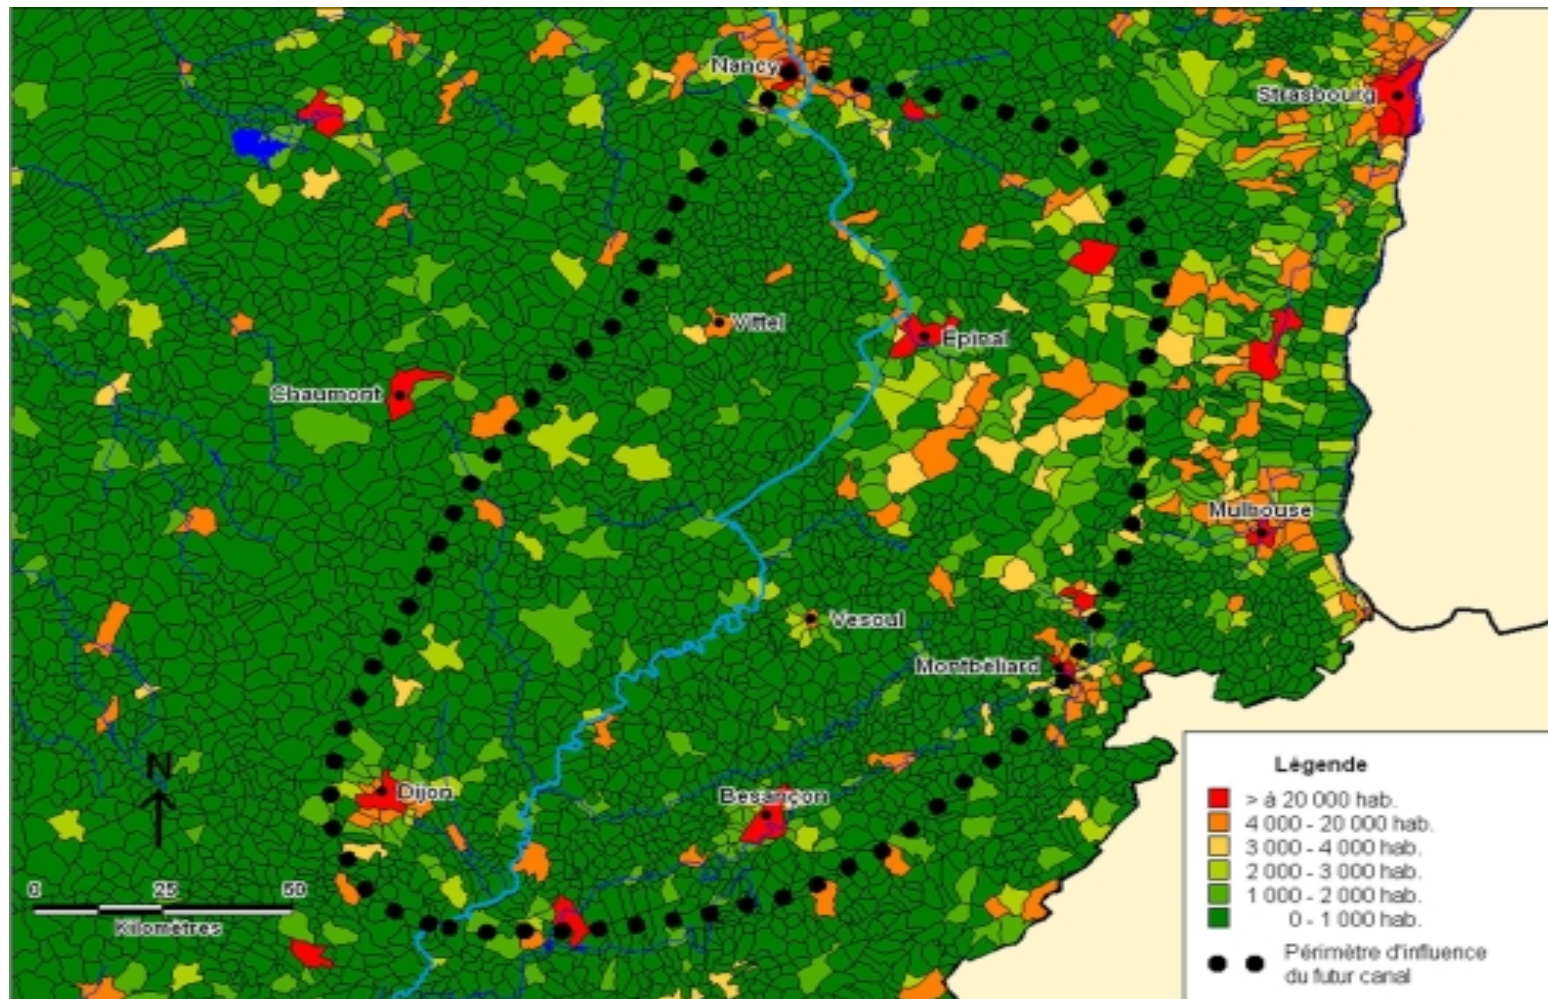 Nancy
Strasbourg
Vittel
Épinal
Chaumont
Mulhouse
Vesoul
Montbéliard
N
Dijon
Besançon
0 25 50
Kilomètres
Légende
> à 20 000 hab.
4 000 - 20 000 hab.
3 000 - 4 000 hab.
2 000 - 3 000 hab.
1 000 - 2 000 hab.
0 - 1 000 hab.
Périmètre d'influence
du futur canal